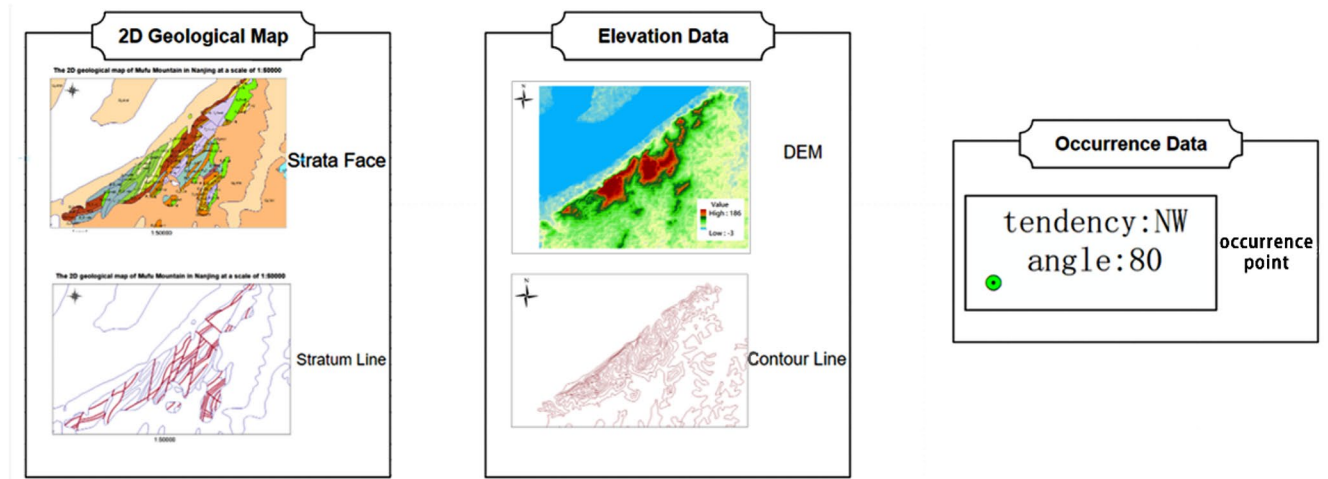 2D Geological Map
The 2D geological map of Mufu Mountain in Nanjing at a scale of 1:50000
Strata Face
1:50000
The 2D geological map of Mufu Mountain in Nanjing at a scale of 1:50000
Stratum Line
1:50000
Elevation Data
N
DEM
Value
High : 186
Low : -3
N
Contour Line
Occurrence Data
tendency:NW
angle:80
occurrence
point